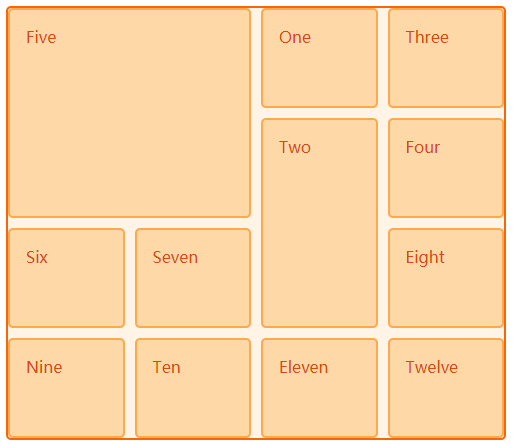 Five
One
Three
Two
Four
Six
Seven
Eight
Nine
Ten
Eleven
Twelve